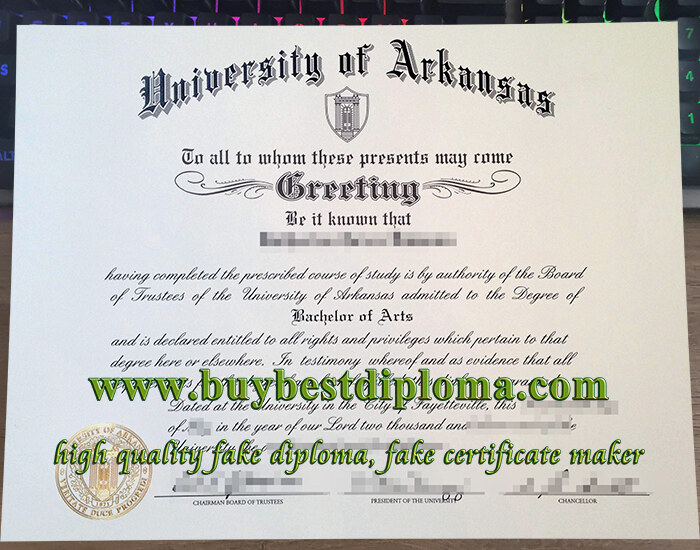 University of Arkansas
To all to whom these presents may come
Greeting
Be it known that
having completed the prescribed course of study is by authority of the Board
of Trustees of the University of Arkansas admitted to the Degree of
Bachelor of Arts
and is declared entitled to all rights and privileges which pertain to that
degree here or elsewhere. In testimony whereof and as evidence that all
www.buybestdiploma.com
Dated at the University in the City of Fayetteville, this
of in the year of our Lord two thousand and
high quality fake diploma, fake certificate maker
VERITATE DUCE PROGREDI
1871
CHAIRMAN BOARD OF TRUSTEES
PRESIDENT OF THE UNIVERSITY
CHANCELLOR